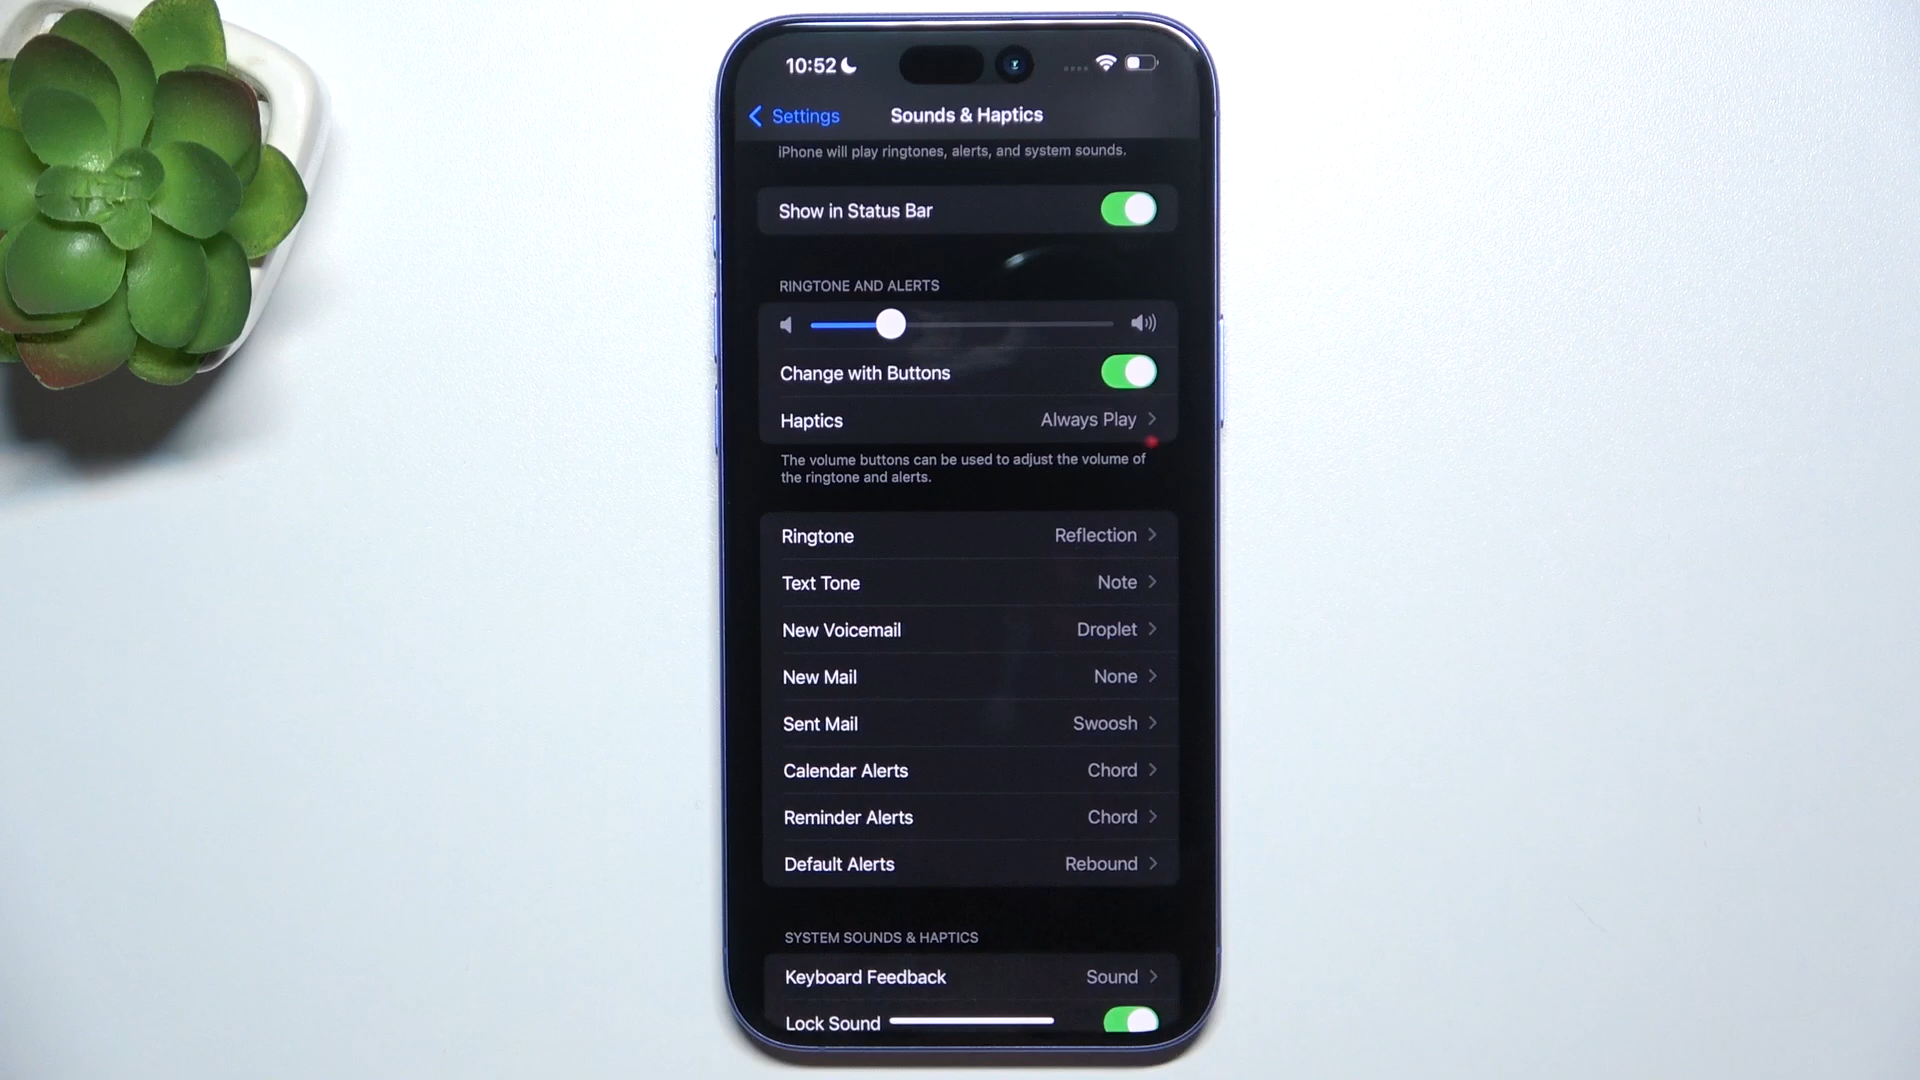 10:52
Settings
Sounds & Haptics
iPhone will play ringtones, alerts, and system sounds.
Show in Status Bar
RINGTONE AND ALERTS
Change with Buttons
Haptics Always Play
The volume buttons can be used to adjust the volume of
the ringtone and alerts.
Ringtone Reflection
Text Tone Note
New Voicemail Droplet
New Mail None
Sent Mail Swoosh
Calendar Alerts Chord
Reminder Alerts Chord
Default Alerts Rebound
SYSTEM SOUNDS & HAPTICS
Keyboard Feedback Sound
Lock Sound